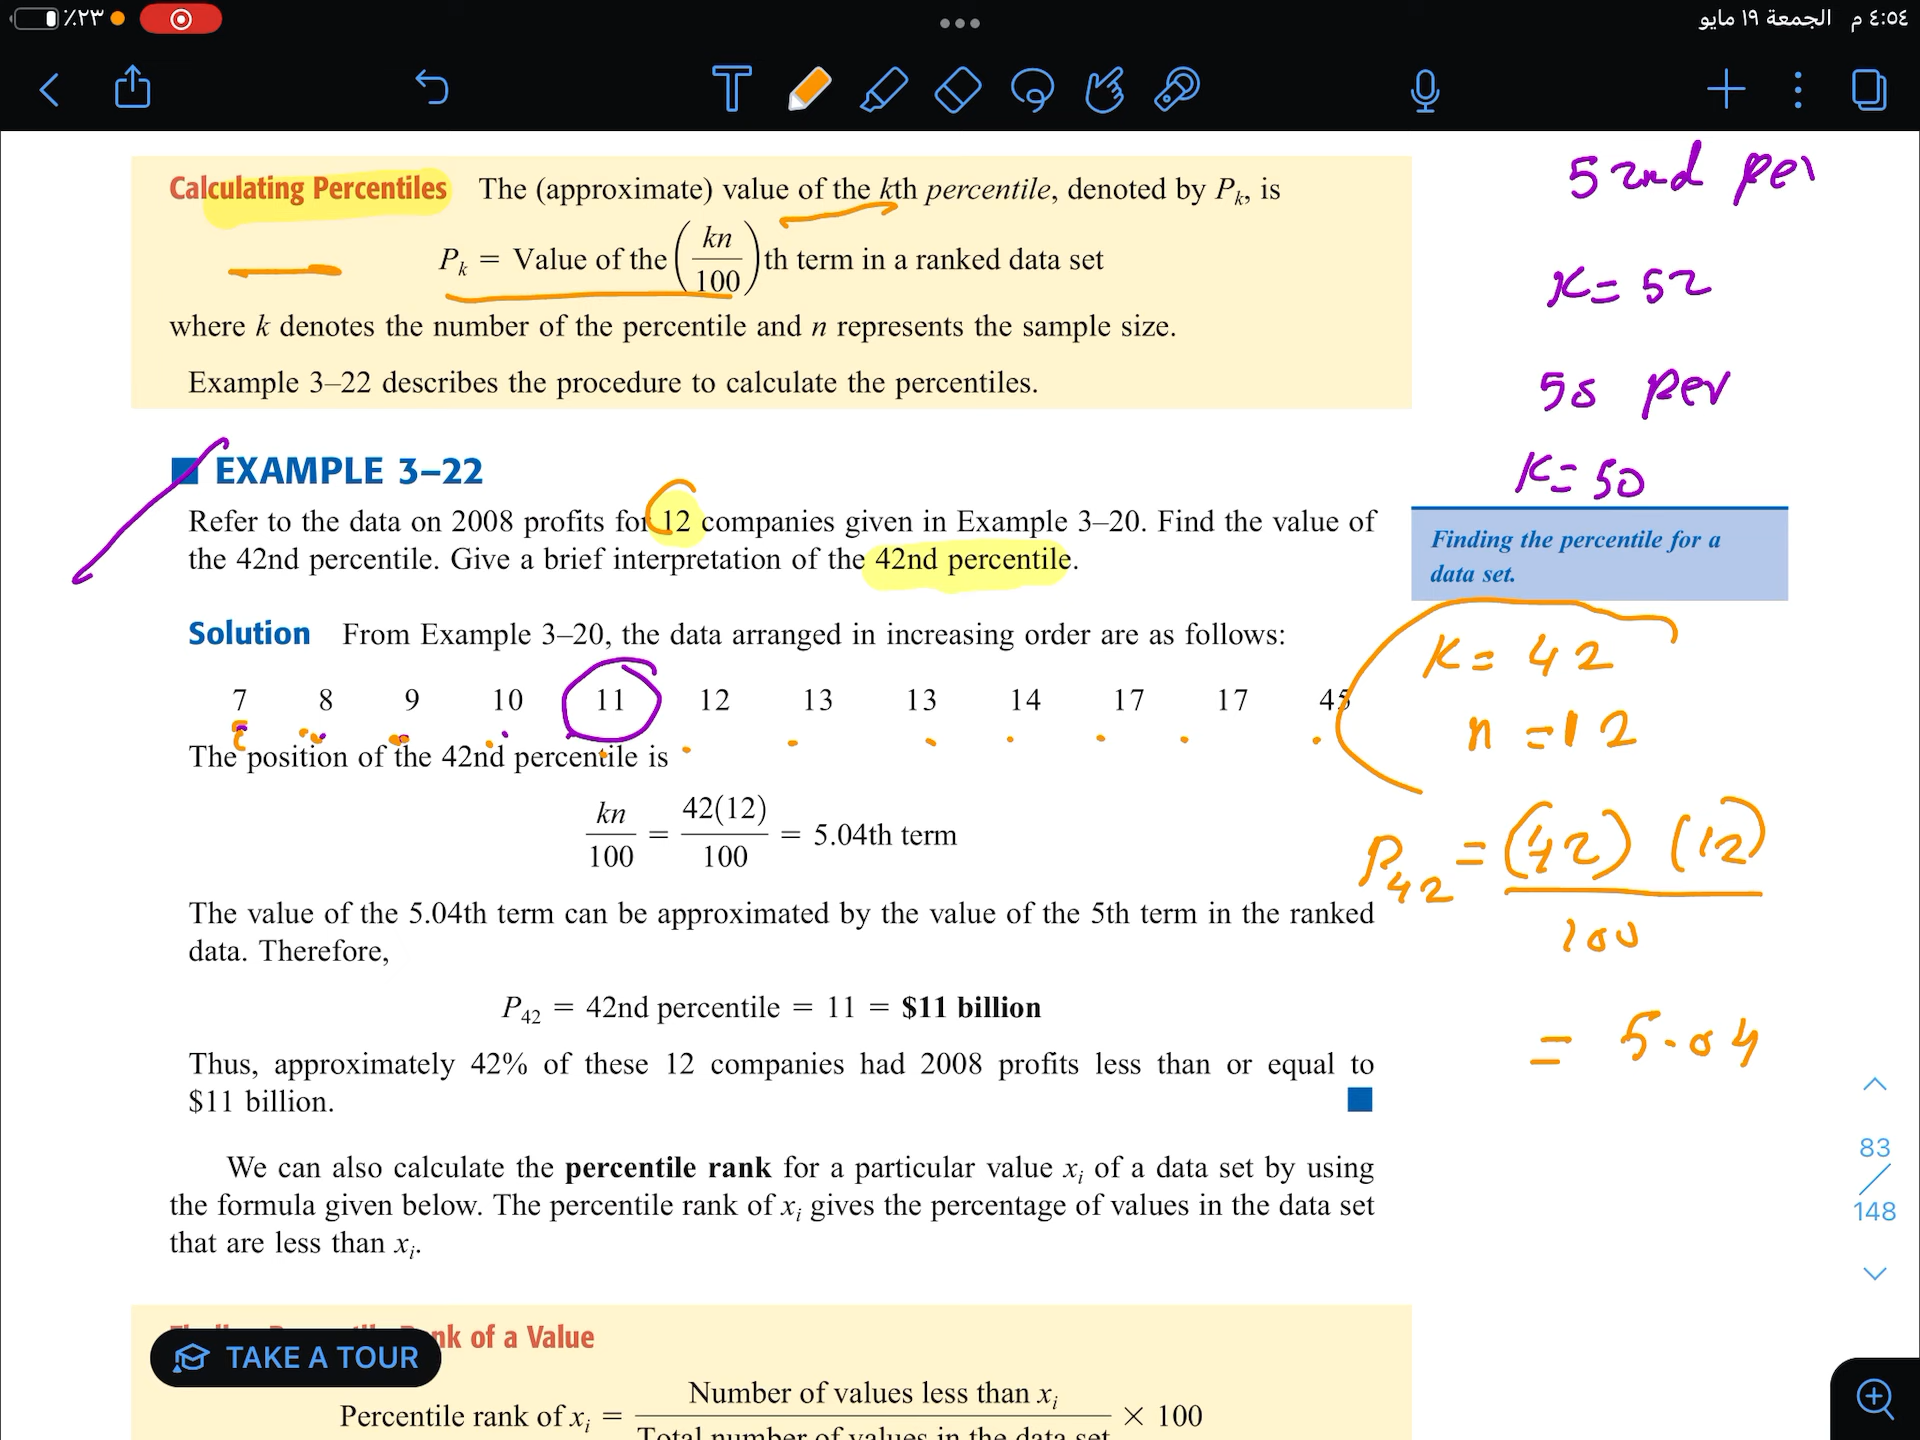 ٪٢٣
٤:٥٤ م الجمعة ١٩ مايو
Calculating Percentiles The (approximate) value of the kth percentile, denoted by Pk, is
Pk = Value of the (kn/100)th term in a ranked data set
where k denotes the number of the percentile and n represents the sample size.
Example 3–22 describes the procedure to calculate the percentiles.
52nd per
K=52
50 per
K=50
EXAMPLE 3–22
Refer to the data on 2008 profits for 12 companies given in Example 3–20. Find the value of
the 42nd percentile. Give a brief interpretation of the 42nd percentile.
Finding the percentile for a
data set.
Solution From Example 3–20, the data arranged in increasing order are as follows:
7 8 9 10 11 12 13 13 14 17 17 45
The position of the 42nd percentile is
kn/100 = 42(12)/100 = 5.04th term
K=42
n=12
P42 = (42)(12)/100
= 5.04
The value of the 5.04th term can be approximated by the value of the 5th term in the ranked
data. Therefore,
P42 = 42nd percentile = 11 = $11 billion
Thus, approximately 42% of these 12 companies had 2008 profits less than or equal to
$11 billion.
We can also calculate the percentile rank for a particular value xi of a data set by using
the formula given below. The percentile rank of xi gives the percentage of values in the data set
that are less than xi.
83
148
nk of a Value
TAKE A TOUR
Percentile rank of xi = Number of values less than xi / Total number of values in the data set × 100